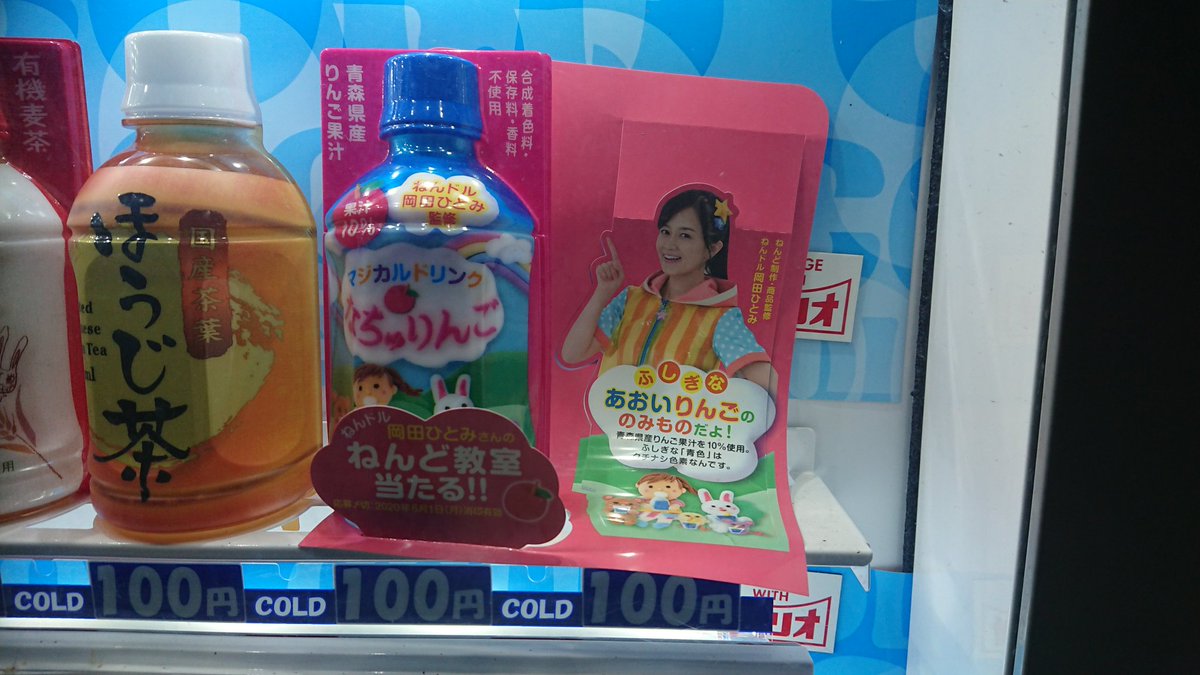 有機麦茶
用
国産茶葉
ほうじ茶
Tea
青森県産
りんご果汁
合成着色料・
保存料・香料
不使用
ねんドル
岡田ひとみ
監修
果汁
10%
マジカルドリンク
ちゅりんご
ねんドル
岡田ひとみさんの
ねんど教室
当たる!!
ねんど制作・商品監修
ねんドル岡田ひとみ
ふしぎな
あおいりんごの
のみものだよ!
青森県産りんご果汁を10%使用。
ふしぎな「青色」は
クチナシ色素なんです。
COLD
100円
COLD
100円
COLD
100円
WITH